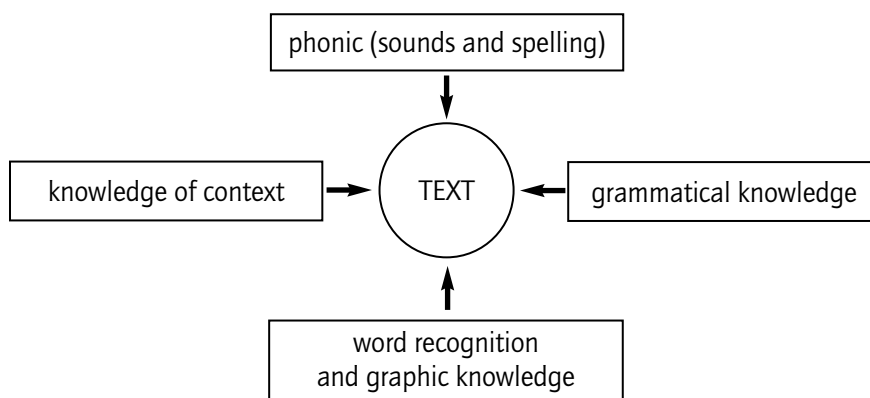 phonic (sounds and spelling)
knowledge of context
TEXT
grammatical knowledge
word recognition
and graphic knowledge